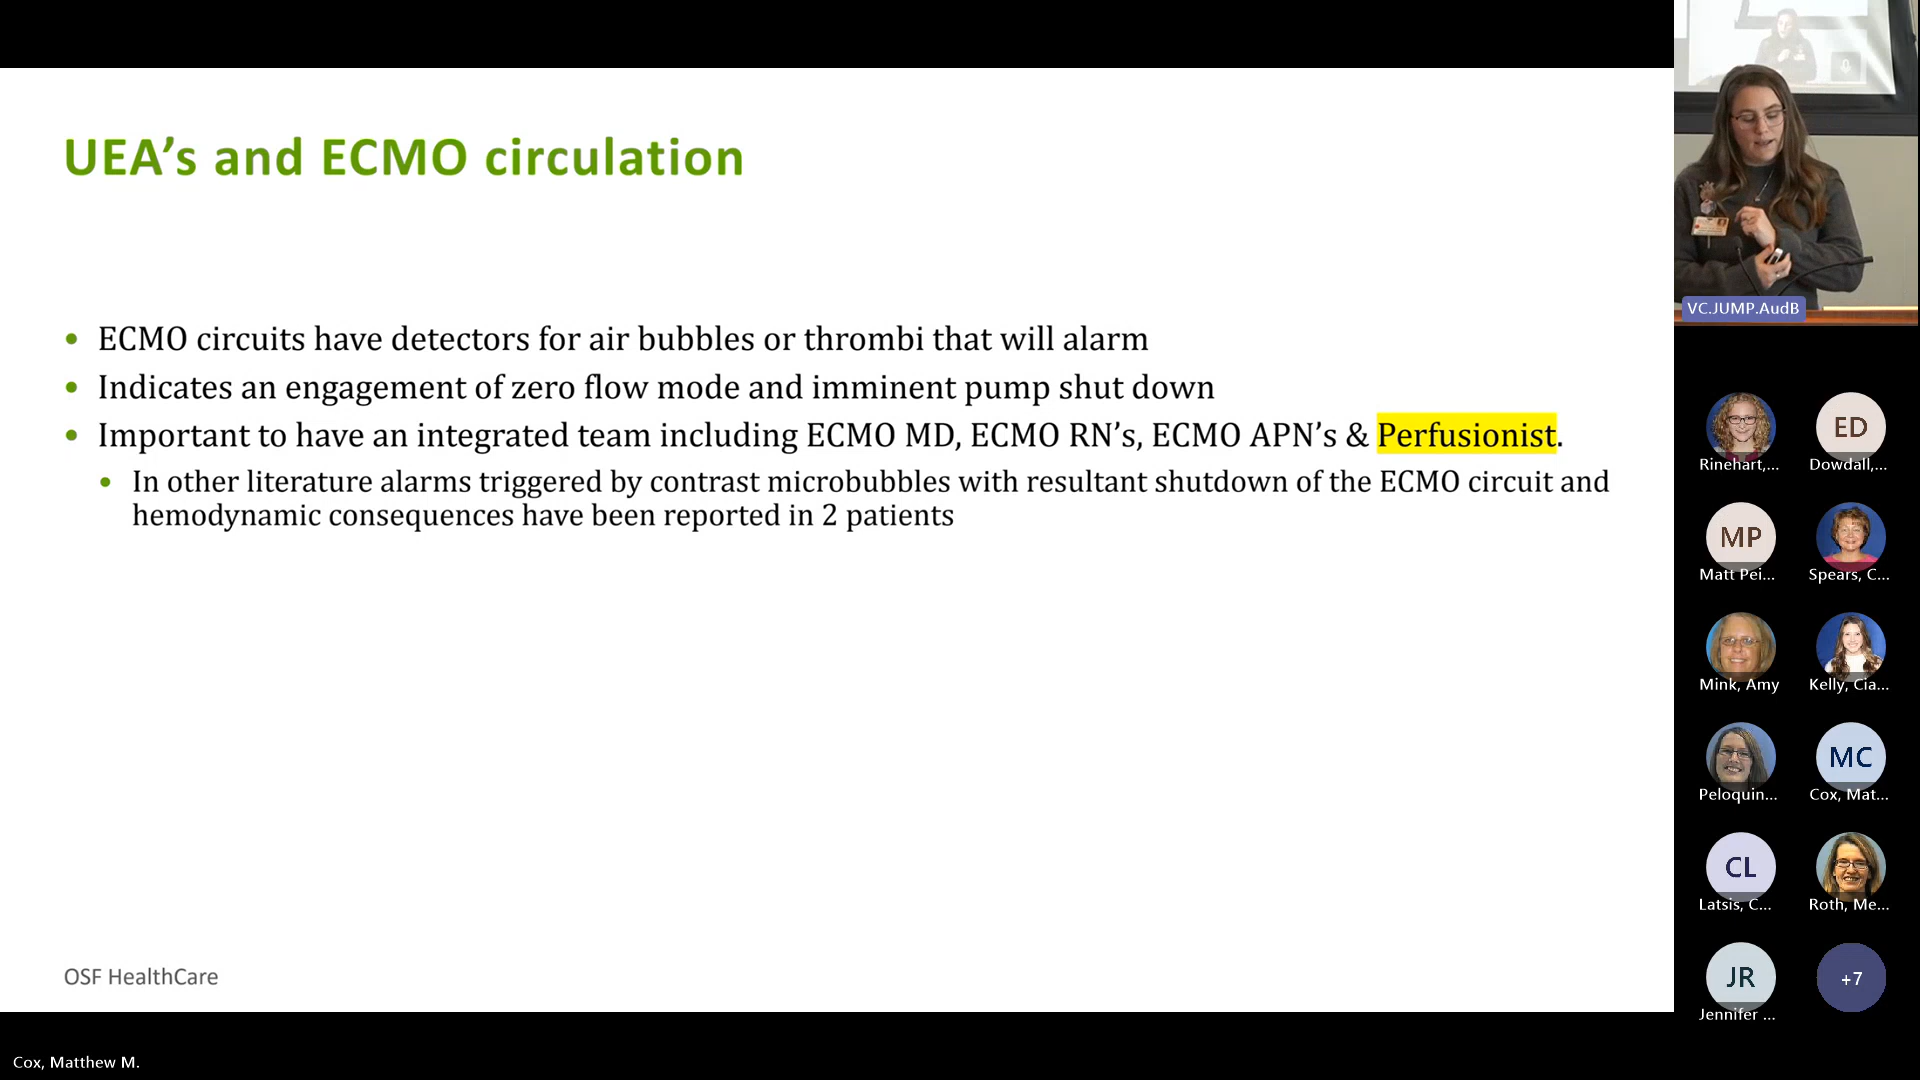 UEA’s and ECMO circulation
• ECMO circuits have detectors for air bubbles or thrombi that will alarm
• Indicates an engagement of zero flow mode and imminent pump shut down
• Important to have an integrated team including ECMO MD, ECMO RN’s, ECMO APN’s & Perfusionist.
• In other literature alarms triggered by contrast microbubbles with resultant shutdown of the ECMO circuit and
hemodynamic consequences have been reported in 2 patients
OSF HealthCare
Cox, Matthew M.
VC.JUMP.AudB
Rinehart,...
ED
Dowdall,...
MP
Matt Pei...
Spears, C...
Mink, Amy
Kelly, Cia...
Peloquin...
MC
Cox, Mat...
CL
Latsis, C...
Roth, Me...
JR
Jennifer ...
+7